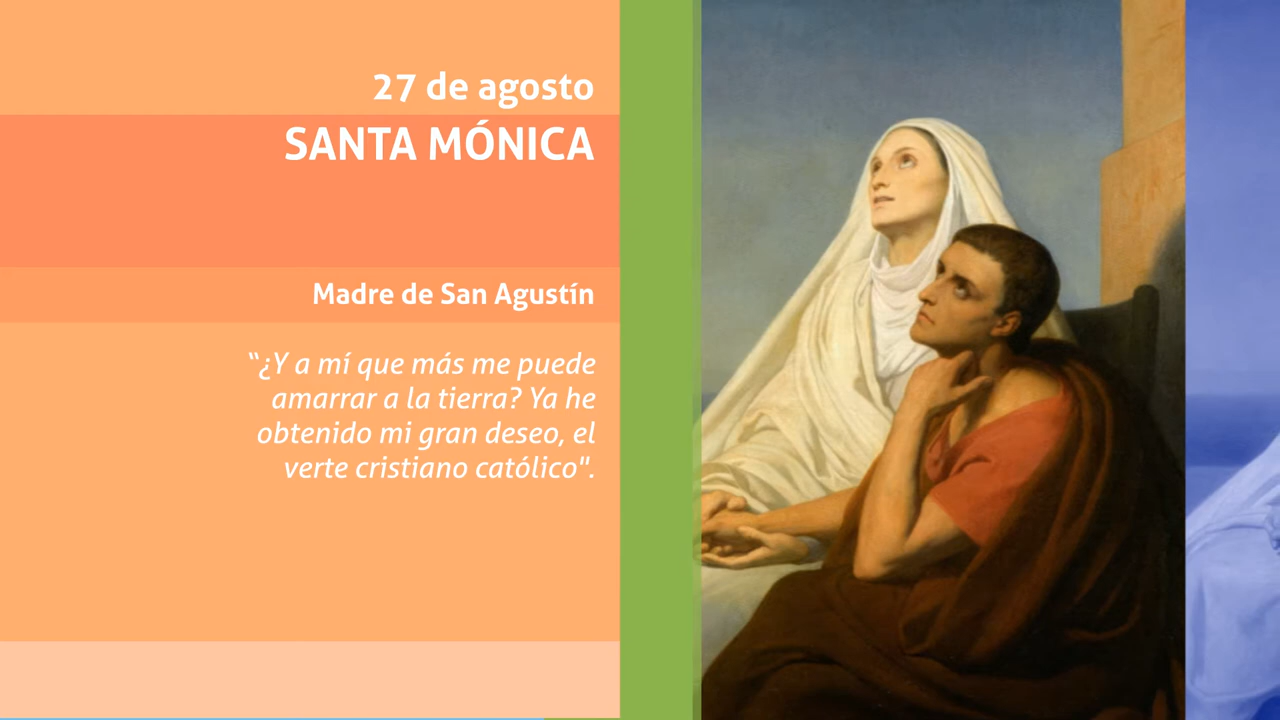 27 de agosto
SANTA MÓNICA
Madre de San Agustín
“¿Y a mí que más me puede
amarrar a la tierra? Ya he
obtenido mi gran deseo, el
verte cristiano católico".